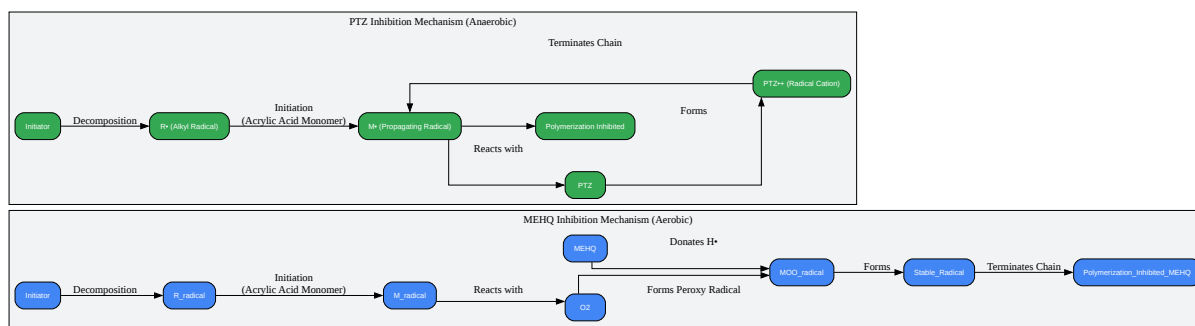 PTZ Inhibition Mechanism (Anaerobic)
Terminates Chain
PTZ•+ (Radical Cation)
Initiation
(Acrylic Acid Monomer)
Forms
Initiator
Decomposition
R• (Alkyl Radical)
M• (Propagating Radical)
Polymerization Inhibited
Reacts with
PTZ
MEHQ Inhibition Mechanism (Aerobic)
MEHQ
Donates H•
Initiation
(Acrylic Acid Monomer)
MOO_radical
Forms
Stable_Radical
Terminates Chain
Polymerization_Inhibited_MEHQ
Initiator
Decomposition
R_radical
M_radical
Reacts with
Forms Peroxy Radical
O2